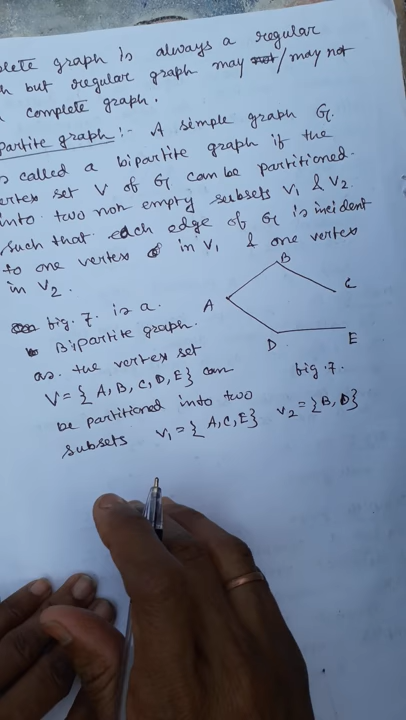 plete graph is always a regular
h but regular graph may not/may not
complete graph.
partite graph :- A simple graph G
s called a bipartite graph if the
ertex set V of G can be partitioned
into two non empty subsets V1 & V2
such that each edge of G is incident
to one vertex in V1 & one vertex
in V2.
fig. 7. is a
Bipartite graph.
as the vertex set
V = { A, B, C, D, E } can
be partitioned into two
subsets V1 = { A, C, E } V2 = { B, D }
B
C
A
D
E
fig. 7.